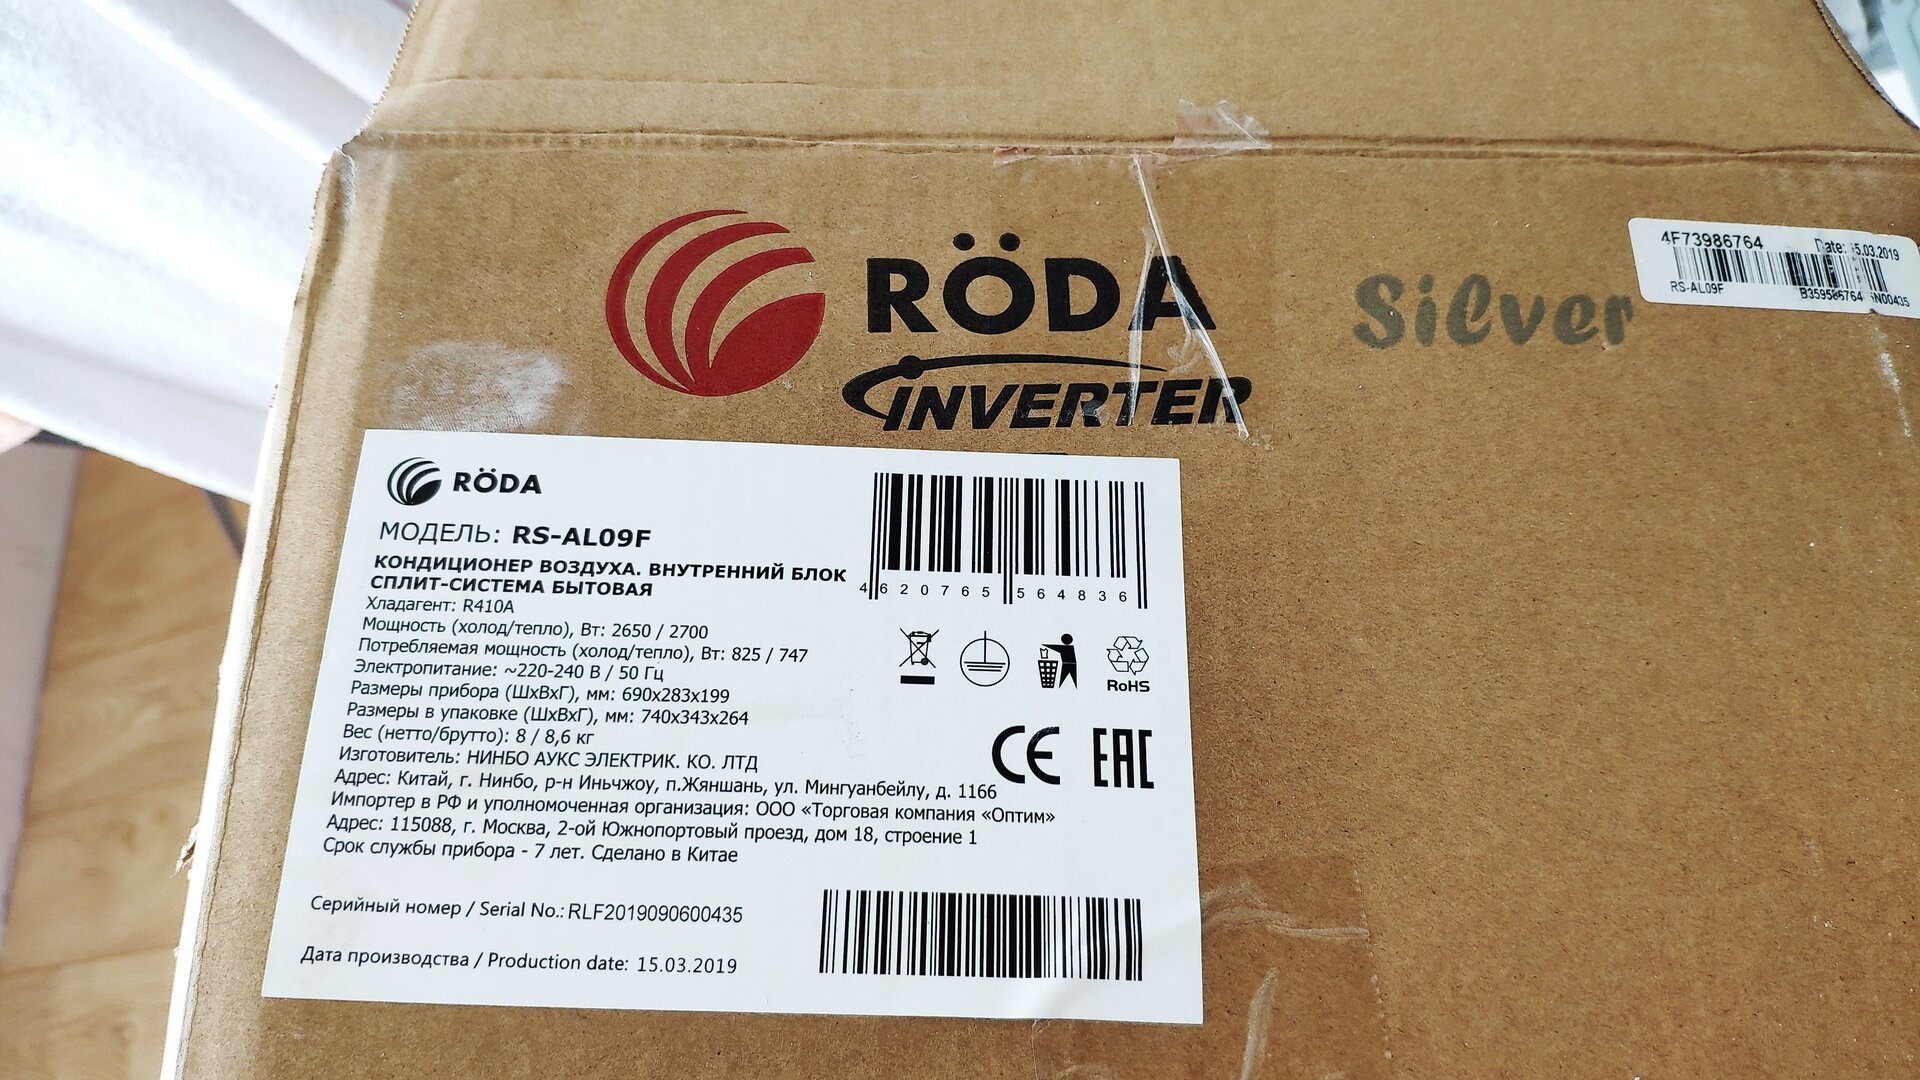 RÖDA
INVERTER
Silver
4F73986764
Date: 15.03.2019
RS-AL09F
B359586764
N00435
RÖDA
МОДЕЛЬ: RS-AL09F
КОНДИЦИОНЕР ВОЗДУХА. ВНУТРЕННИЙ БЛОК
СПЛИТ-СИСТЕМА БЫТОВАЯ
Хладагент: R410A
Мощность (холод/тепло), Вт: 2650 / 2700
Потребляемая мощность (холод/тепло), Вт: 825 / 747
Электропитание: ~220-240 В / 50 Гц
Размеры прибора (ШхВхГ), мм: 690х283х199
Размеры в упаковке (ШхВхГ), мм: 740х343х264
Вес (нетто/брутто): 8 / 8,6 кг
Изготовитель: НИНБО АУКС ЭЛЕКТРИК. КО. ЛТД
Адрес: Китай, г. Нинбо, р-н Иньчжоу, п.Жяншань, ул. Мингуанбейлу, д. 1166
Импортер в РФ и уполномоченная организация: ООО «Торговая компания «Оптим»
Адрес: 115088, г. Москва, 2-ой Южнопортовый проезд, дом 18, строение 1
Срок службы прибора - 7 лет. Сделано в Китае
4 620765 564836
RoHS
CE EAC
Серийный номер / Serial No.: RLF2019090600435
Дата производства / Production date: 15.03.2019